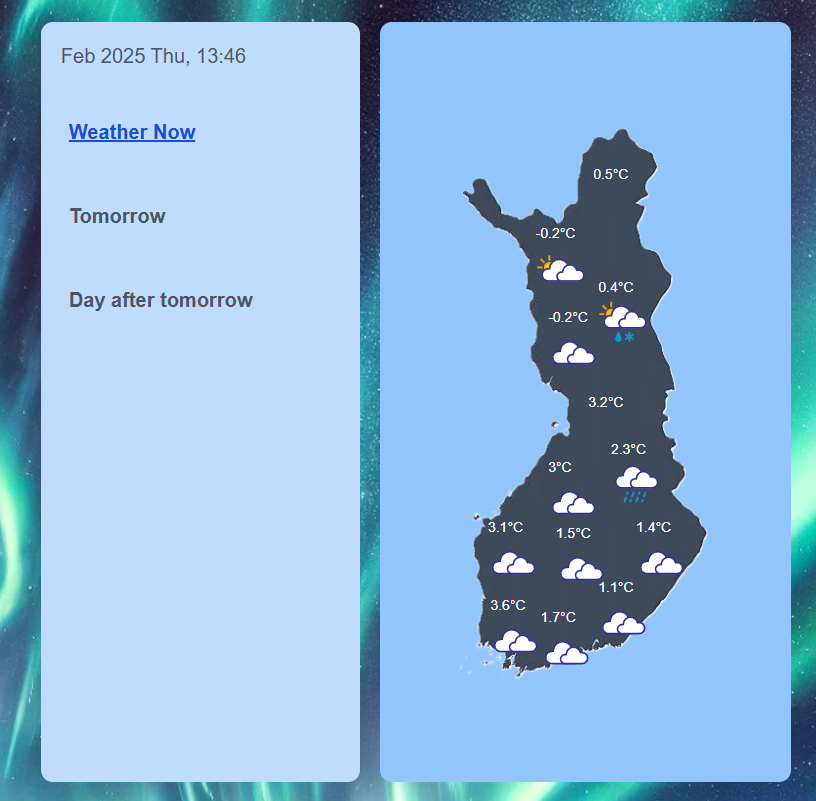 Feb 2025 Thu, 13:46
Weather Now
Tomorrow
Day after tomorrow
0.5°C
-0.2°C
0.4°C
-0.2°C
3.2°C
2.3°C
3°C
3.1°C
1.5°C
1.4°C
1.1°C
3.6°C
1.7°C